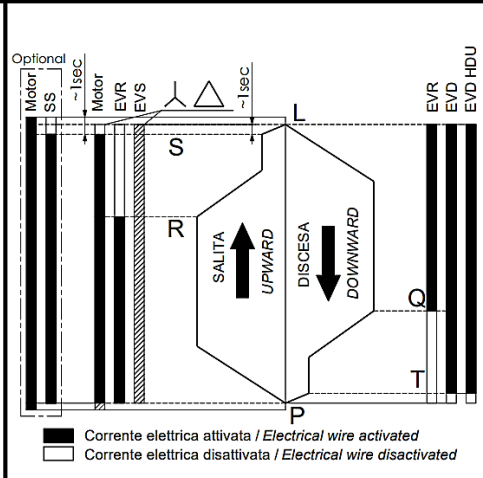 Optional
Motor
SS
~1sec
Motor
EVR
EVS
~1sec
L
EVR
EVD
EVD HDU
S
R
SALITA
UPWARD
DISCESA
DOWNWARD
Q
T
P
Corrente elettrica attivata / Electrical wire activated
Corrente elettrica disattivata / Electrical wire disactivated